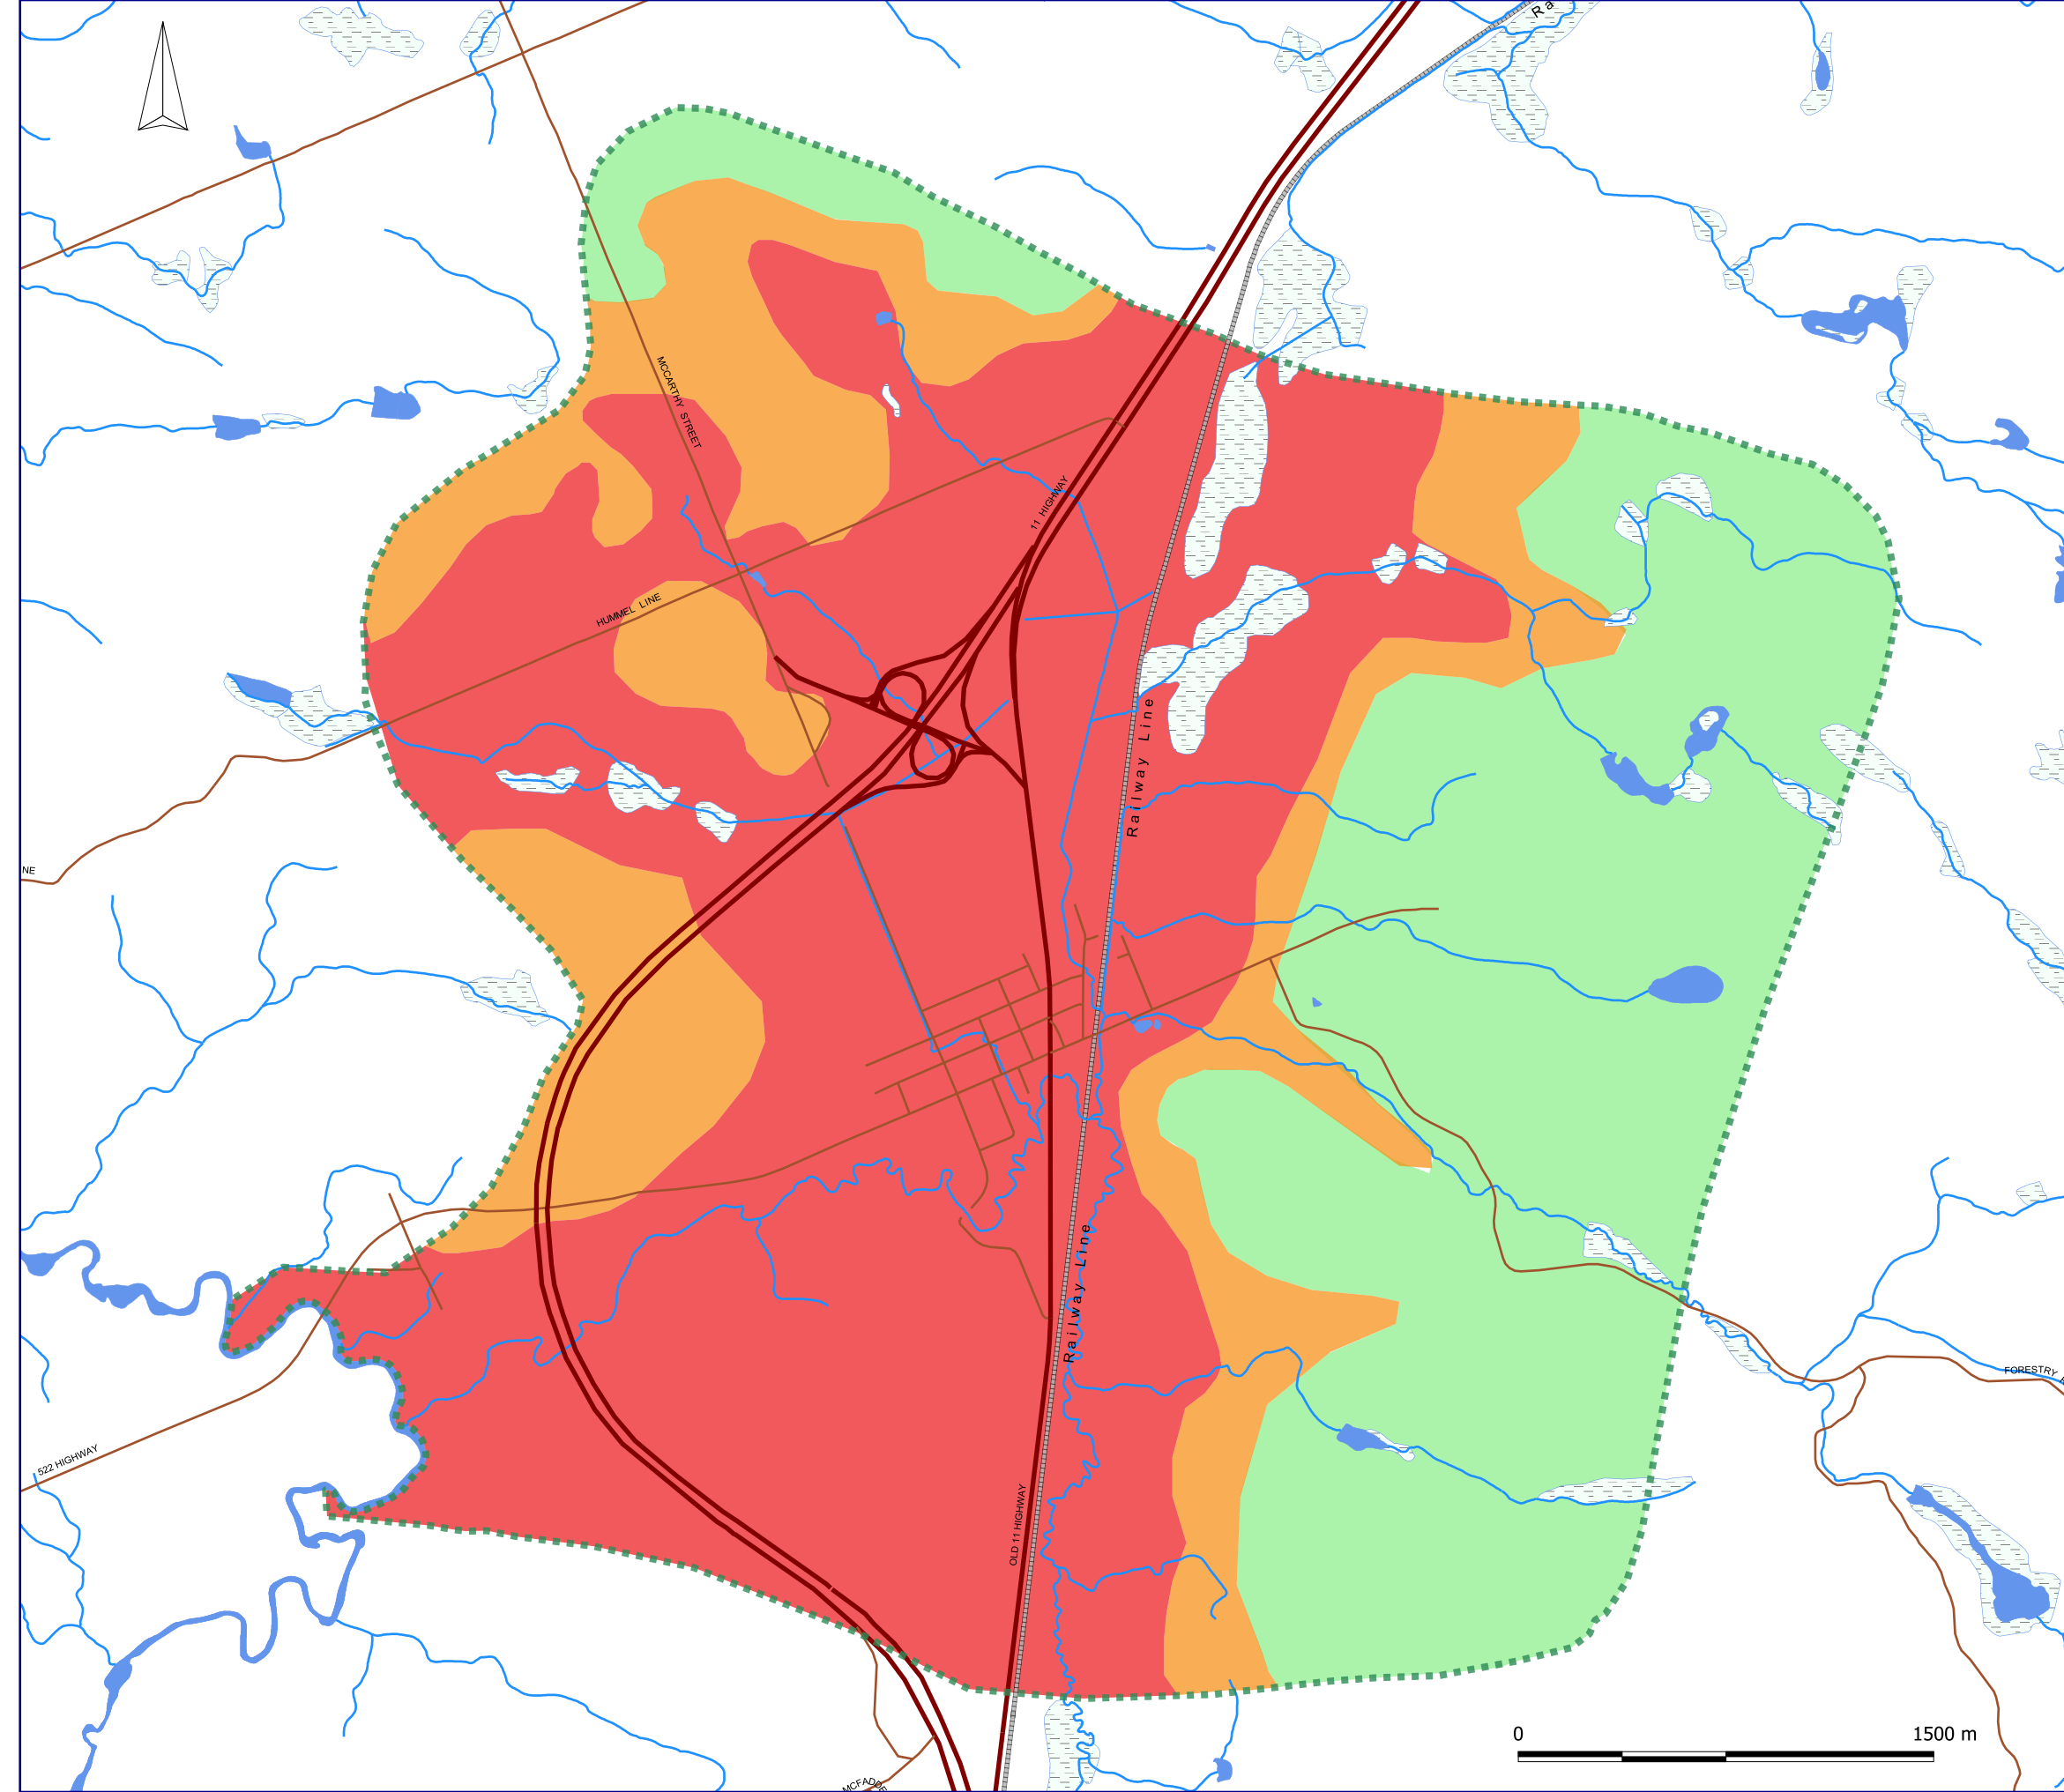 Ra
MCCARTHY STREET
11 HIGHWAY
HUMMEL LINE
Railway Line
NE
Railway Line
FORESTRY
522 HIGHWAY
OLD 11 HIGHWAY
0 1500 m
MCFADDE